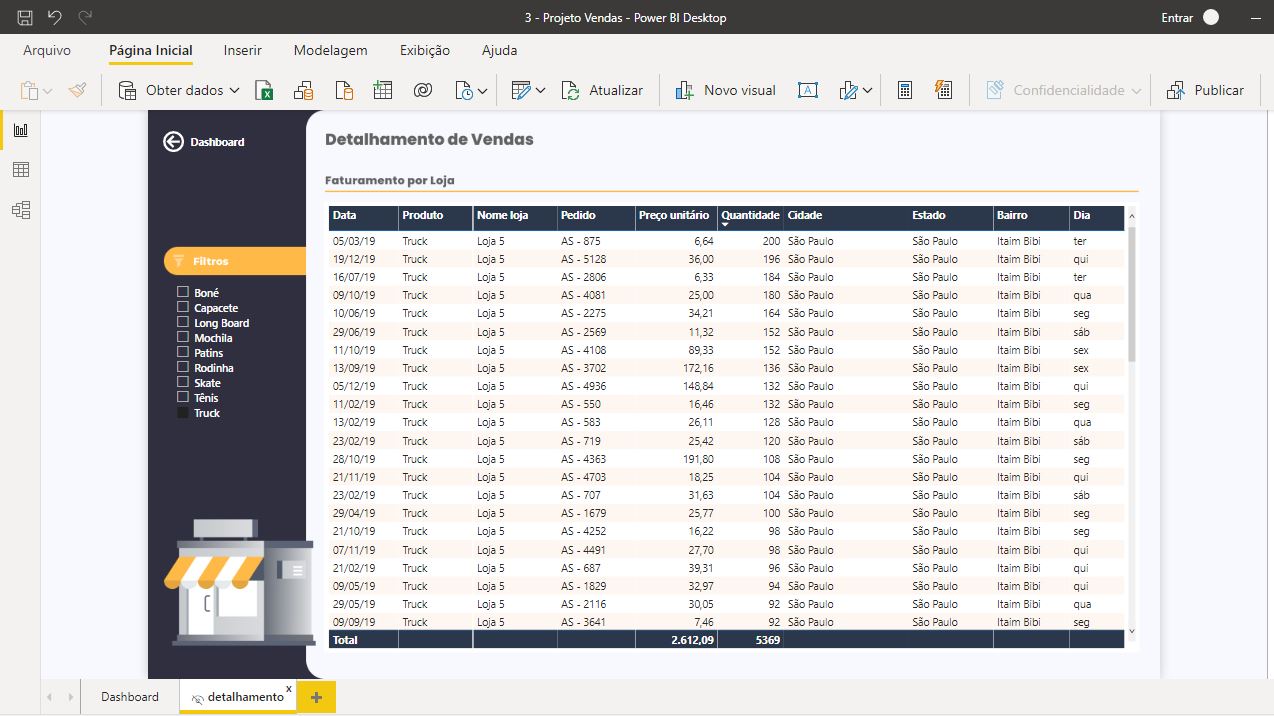 3 - Projeto Vendas - Power BI Desktop
Entrar
Arquivo Página Inicial Inserir Modelagem Exibição Ajuda
Obter dados Atualizar Novo visual A Confidencialidade Publicar
Dashboard
Filtros
Boné
Capacete
Long Board
Mochila
Patins
Rodinha
Skate
Tênis
Truck
Detalhamento de Vendas
Faturamento por Loja
Data Produto Nome loja Pedido Preço unitário Quantidade Cidade Estado Bairro Dia
05/03/19 Truck Loja 5 AS - 875 6,64 200 São Paulo São Paulo Itaim Bibi ter
19/12/19 Truck Loja 5 AS - 5128 36,00 196 São Paulo São Paulo Itaim Bibi qui
16/07/19 Truck Loja 5 AS - 2806 6,33 184 São Paulo São Paulo Itaim Bibi ter
09/10/19 Truck Loja 5 AS - 4081 25,00 180 São Paulo São Paulo Itaim Bibi qua
10/06/19 Truck Loja 5 AS - 2275 34,21 164 São Paulo São Paulo Itaim Bibi seg
29/06/19 Truck Loja 5 AS - 2569 11,32 152 São Paulo São Paulo Itaim Bibi sáb
11/10/19 Truck Loja 5 AS - 4108 89,33 152 São Paulo São Paulo Itaim Bibi sex
13/09/19 Truck Loja 5 AS - 3702 172,16 136 São Paulo São Paulo Itaim Bibi sex
05/12/19 Truck Loja 5 AS - 4936 148,84 132 São Paulo São Paulo Itaim Bibi qui
11/02/19 Truck Loja 5 AS - 550 16,46 132 São Paulo São Paulo Itaim Bibi seg
13/02/19 Truck Loja 5 AS - 583 26,11 128 São Paulo São Paulo Itaim Bibi qua
23/02/19 Truck Loja 5 AS - 719 25,42 120 São Paulo São Paulo Itaim Bibi sáb
28/10/19 Truck Loja 5 AS - 4363 191,80 108 São Paulo São Paulo Itaim Bibi seg
21/11/19 Truck Loja 5 AS - 4703 18,25 104 São Paulo São Paulo Itaim Bibi qui
23/02/19 Truck Loja 5 AS - 707 31,63 104 São Paulo São Paulo Itaim Bibi sáb
29/04/19 Truck Loja 5 AS - 1679 25,77 100 São Paulo São Paulo Itaim Bibi seg
21/10/19 Truck Loja 5 AS - 4252 16,22 98 São Paulo São Paulo Itaim Bibi seg
07/11/19 Truck Loja 5 AS - 4491 27,70 98 São Paulo São Paulo Itaim Bibi qui
21/02/19 Truck Loja 5 AS - 687 39,31 96 São Paulo São Paulo Itaim Bibi qui
09/05/19 Truck Loja 5 AS - 1829 32,97 94 São Paulo São Paulo Itaim Bibi qui
29/05/19 Truck Loja 5 AS - 2116 30,05 92 São Paulo São Paulo Itaim Bibi qua
09/09/19 Truck Loja 5 AS - 3641 7,46 92 São Paulo São Paulo Itaim Bibi seg
Total 2.612,09 5369
Dashboard detalhamento x +